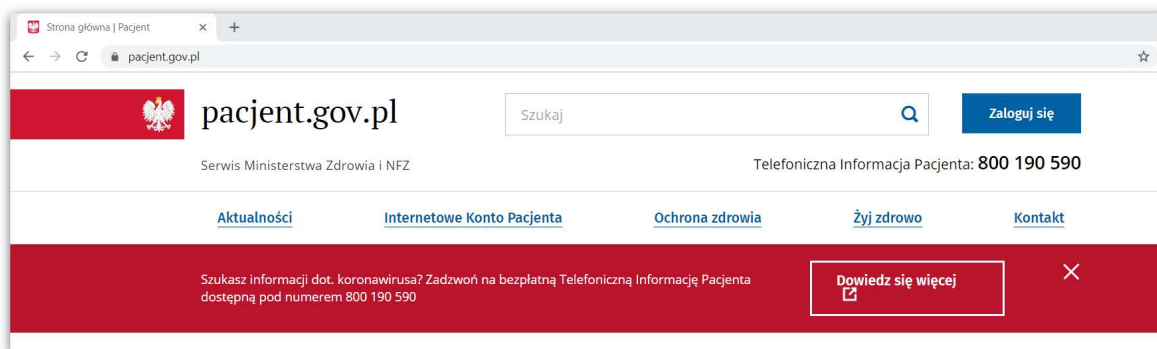 Strona główna | Pacjent
pacjent.gov.pl
pacjent.gov.pl
Szukaj
Zaloguj się
Serwis Ministerstwa Zdrowia i NFZ
Telefoniczna Informacja Pacjenta: 800 190 590
Aktualności Internetowe Konto Pacjenta Ochrona zdrowia Żyj zdrowo Kontakt
Szukasz informacji dot. koronawirusa? Zadzwoń na bezpłatną Telefoniczną Informację Pacjenta
dostępną pod numerem 800 190 590
Dowiedz się więcej